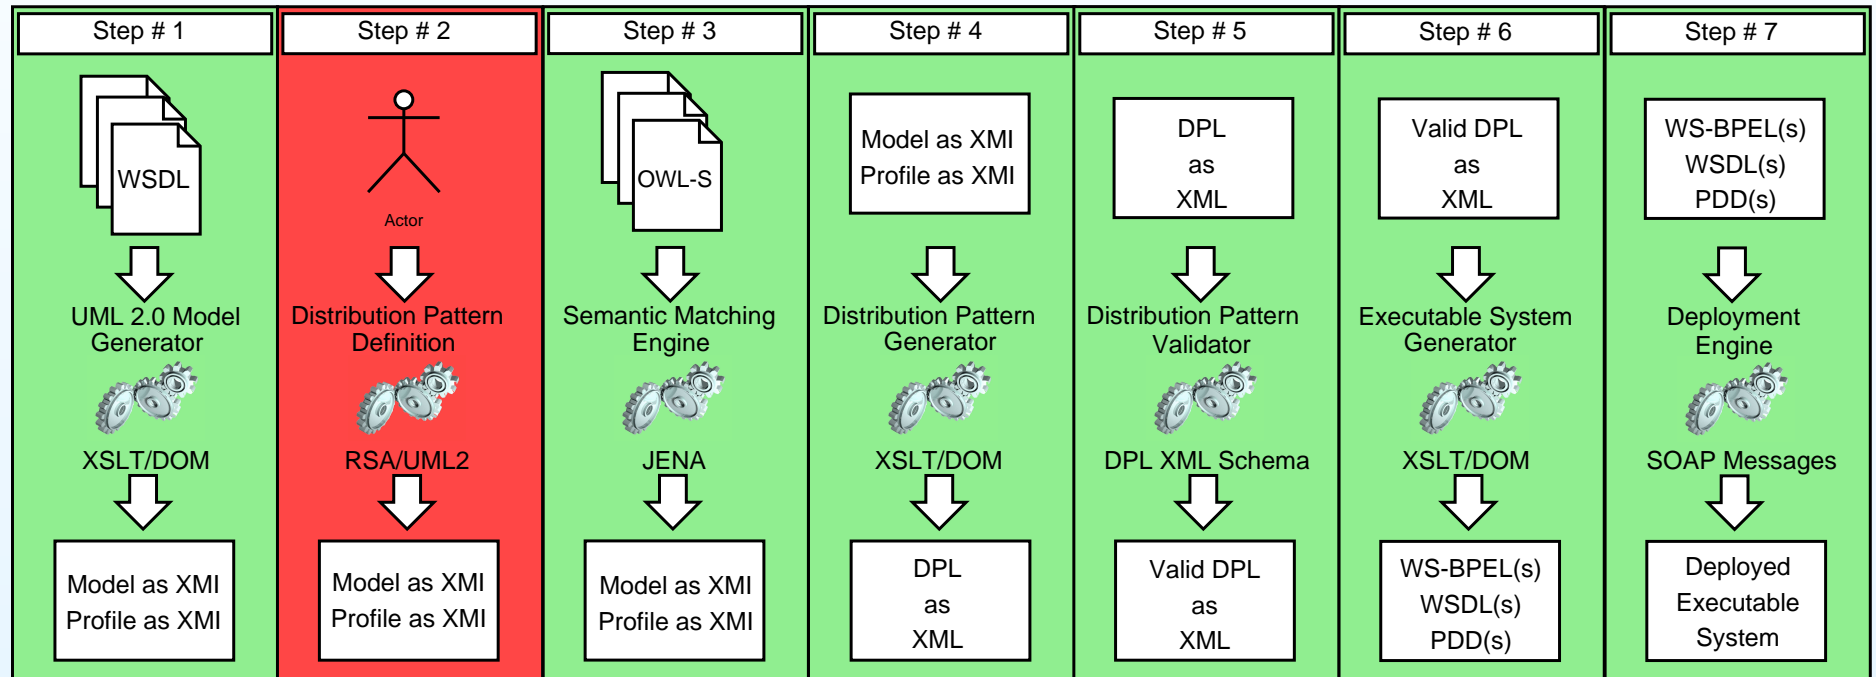 Step # 1
WSDL
UML 2.0 Model
Generator
XSLT/DOM
Model as XMI
Profile as XMI
Step # 2
Actor
Distribution Pattern
Definition
RSA/UML2
Model as XMI
Profile as XMI
Step # 3
OWL-S
Semantic Matching
Engine
JENA
Model as XMI
Profile as XMI
Step # 4
Model as XMI
Profile as XMI
Distribution Pattern
Generator
XSLT/DOM
DPL
as
XML
Step # 5
DPL
as
XML
Distribution Pattern
Validator
DPL XML Schema
Valid DPL
as
XML
Step # 6
Valid DPL
as
XML
Executable System
Generator
XSLT/DOM
WS-BPEL(s)
WSDL(s)
PDD(s)
Step # 7
WS-BPEL(s)
WSDL(s)
PDD(s)
Deployment
Engine
SOAP Messages
Deployed
Executable
System